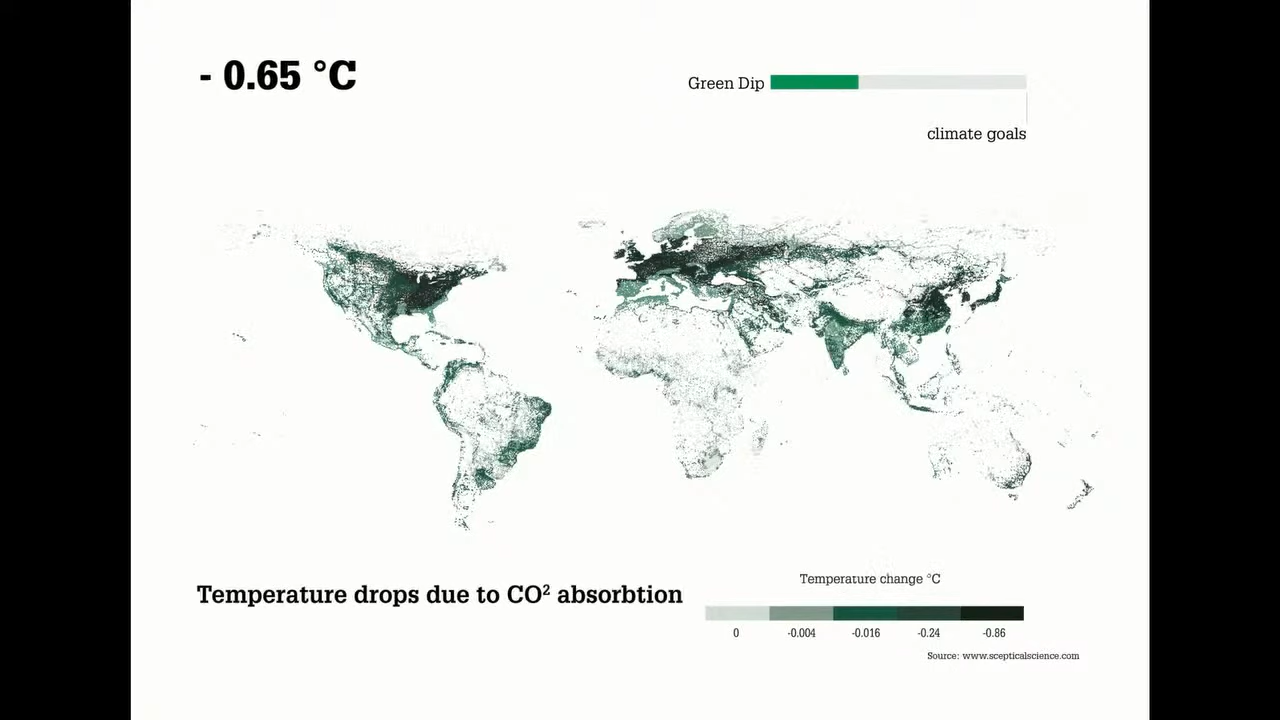 - 0.65 °C
Green Dip
climate goals
Temperature drops due to CO² absorbtion
Temperature change °C
0 -0.004 -0.016 -0.24 -0.86
Source: www.scepticalscience.com